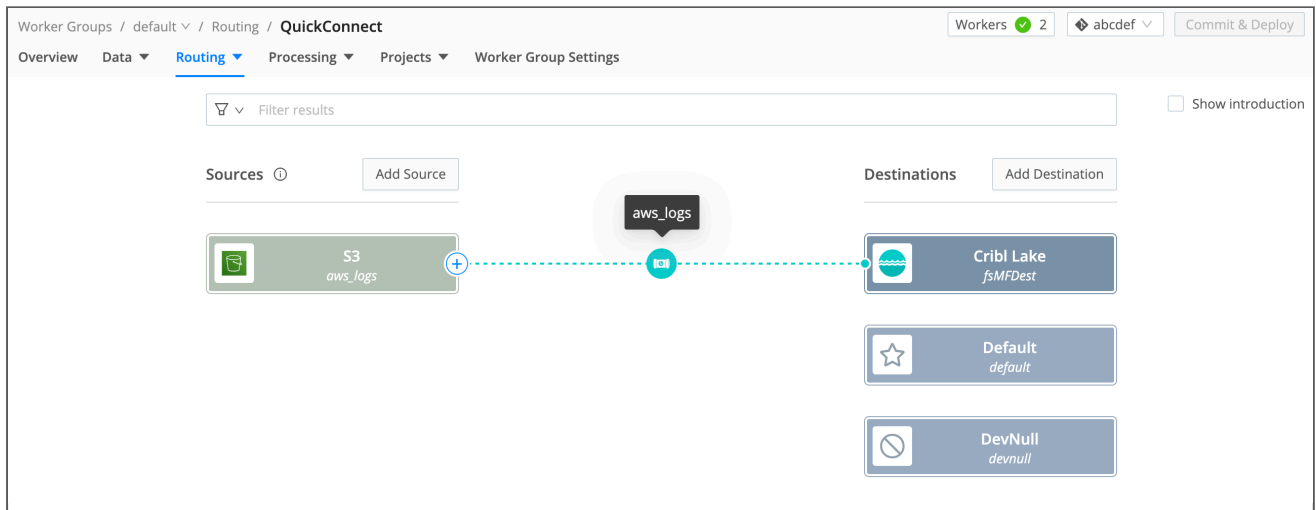 Worker Groups / default / Routing / QuickConnect
Workers 2
abcdef
Commit & Deploy
Overview Data Routing Processing Projects Worker Group Settings
Filter results
Show introduction
Sources
Add Source
Destinations
Add Destination
aws_logs
S3
aws_logs
Cribl Lake
fsMFDest
Default
default
DevNull
devnull